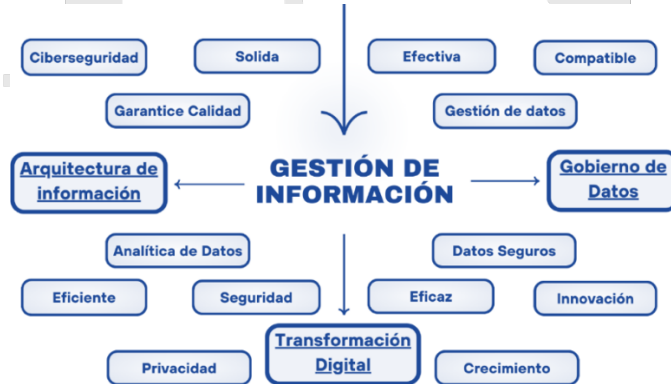 Ciberseguridad
Solida
Efectiva
Compatible
Garantice Calidad
Gestión de datos
Arquitectura de
información
GESTIÓN DE
INFORMACIÓN
Gobierno de
Datos
Analítica de Datos
Datos Seguros
Eficiente
Seguridad
Eficaz
Innovación
Transformación
Digital
Privacidad
Crecimiento